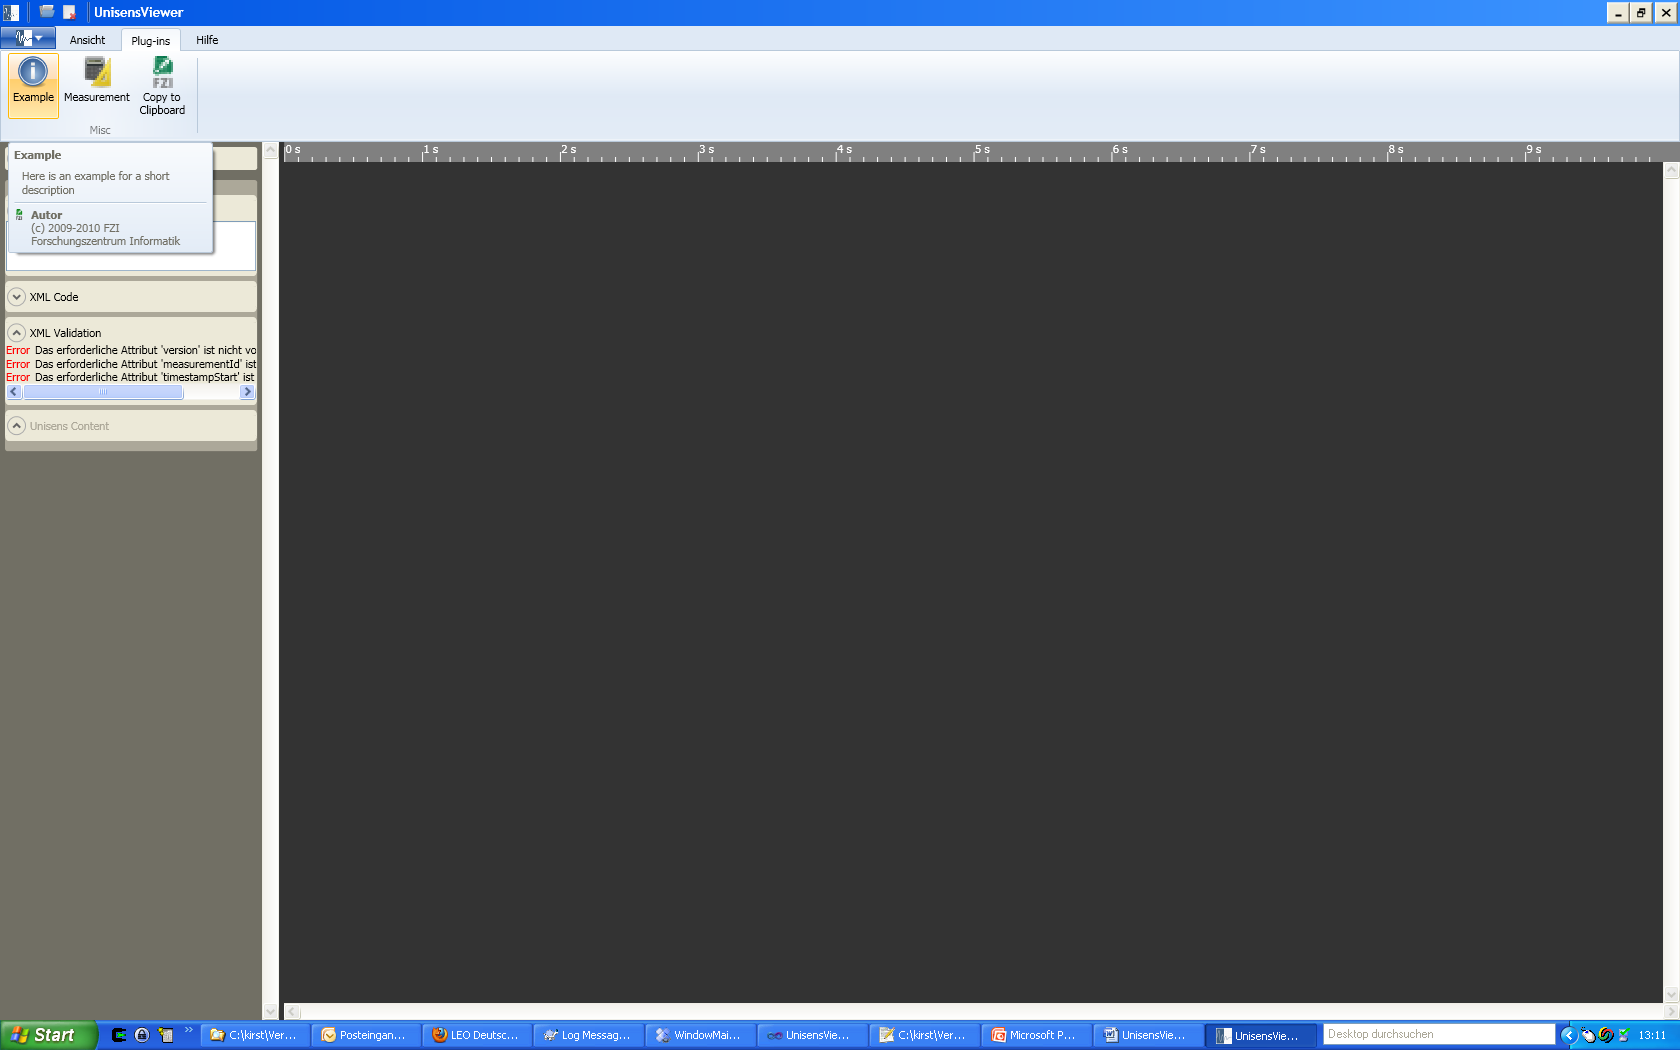 UnisensViewer
Ansicht
Plug-ins
Hilfe
Example
Measurement
Copy to
Clipboard
FZI
Misc
Example
Here is an example for a short
description
Autor
(c) 2009-2010 FZI
Forschungszentrum Informatik
0 s
1 s
2 s
3 s
4 s
5 s
6 s
7 s
8 s
9 s
XML Code
XML Validation
Error Das erforderliche Attribut 'version' ist nicht vo
Error Das erforderliche Attribut 'measurementId' ist
Error Das erforderliche Attribut 'timestampStart' ist
Unisens Content
Start
C:\kirst\Ver...
Posteingan...
LEO Deutsc...
Log Messag...
WindowMai...
UnisensVie...
C:\kirst\Ver...
Microsoft P...
UnisensVie...
UnisensVie...
Desktop durchsuchen
13:11